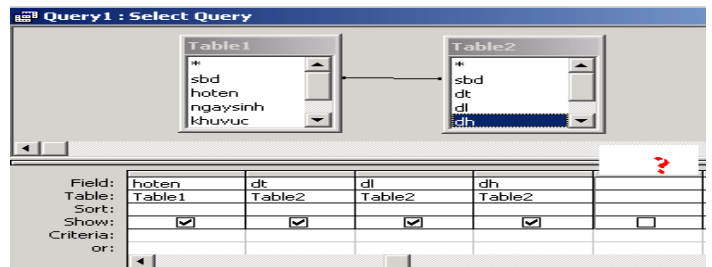 Query1 : Select Query
Table1
*
sbd
hoten
ngaysinh
khuvuc
Table2
*
sbd
dt
dl
dh
?
Field: hoten dt dl dh
Table: Table1 Table2 Table2 Table2
Sort:
Show:
Criteria:
or: